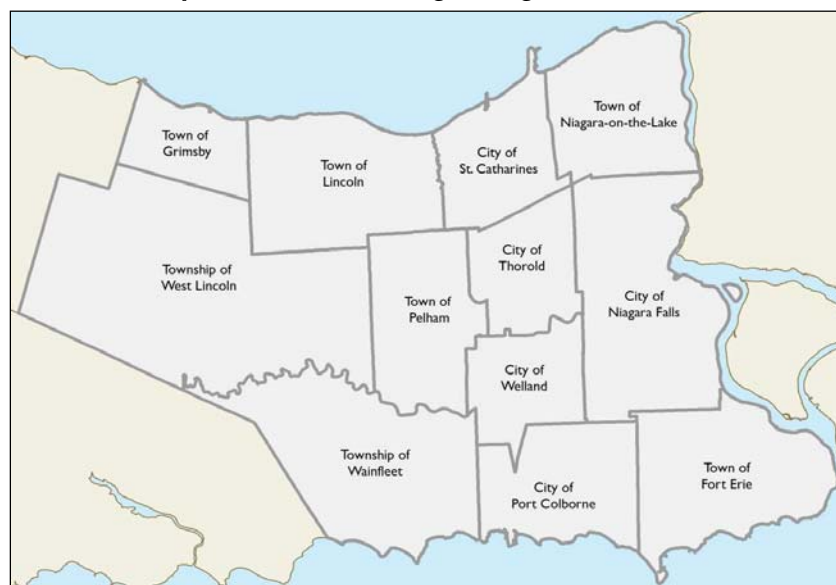 Town of
Grimsby
Town of
Lincoln
City of
St. Catharines
Town of
Niagara-on-the-Lake
Township of
West Lincoln
Town of
Pelham
City of
Thorold
City of
Niagara Falls
City of
Welland
Township of
Wainfleet
City of
Port Colborne
Town of
Fort Erie